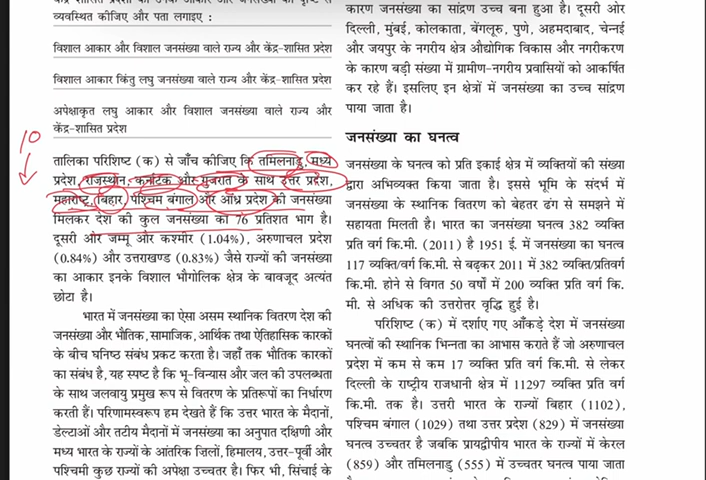 व्यवस्थित कीजिए और पता लगाइए :
विशाल आकार और विशाल जनसंख्या वाले राज्य और केंद्र-शासित प्रदेश
विशाल आकार किंतु लघु जनसंख्या वाले राज्य और केंद्र-शासित प्रदेश
अपेक्षाकृत लघु आकार और विशाल जनसंख्या वाले राज्य और
केंद्र-शासित प्रदेश
10
तालिका परिशिष्ट (क) से जाँच कीजिए कि तमिलनाडु, मध्य
प्रदेश, राजस्थान, कर्नाटक और गुजरात के साथ उत्तर प्रदेश,
महाराष्ट्र, बिहार, पश्चिम बंगाल और आंध्र प्रदेश की जनसंख्या
मिलकर देश की कुल जनसंख्या का 76 प्रतिशत भाग है।
दूसरी ओर जम्मू और कश्मीर (1.04%), अरुणाचल प्रदेश
(0.84%) और उत्तराखण्ड (0.83%) जैसे राज्यों की जनसंख्या
का आकार इनके विशाल भौगोलिक क्षेत्र के बावजूद अत्यंत
छोटा है।
भारत में जनसंख्या का ऐसा असम स्थानिक वितरण देश की
जनसंख्या और भौतिक, सामाजिक, आर्थिक तथा ऐतिहासिक कारकों
के बीच घनिष्ठ संबंध प्रकट करता है। जहाँ तक भौतिक कारकों
का संबंध है, यह स्पष्ट है कि भू-विन्यास और जल की उपलब्धता
के साथ जलवायु प्रमुख रूप से वितरण के प्रतिरूपों का निर्धारण
करती हैं। परिणामस्वरूप हम देखते हैं कि उत्तर भारत के मैदानों,
डेल्टाओं और तटीय मैदानों में जनसंख्या का अनुपात दक्षिणी और
मध्य भारत के राज्यों के आंतरिक ज़िलों, हिमालय, उत्तर-पूर्वी और
पश्चिमी कुछ राज्यों की अपेक्षा उच्चतर है। फिर भी, सिंचाई के
कारण जनसंख्या का सांद्रण उच्च बना हुआ है। दूसरी ओर
दिल्ली, मुंबई, कोलकाता, बेंगलूरु, पुणे, अहमदाबाद, चेन्नई
और जयपुर के नगरीय क्षेत्र औद्योगिक विकास और नगरीकरण
के कारण बड़ी संख्या में ग्रामीण-नगरीय प्रवासियों को आकर्षित
कर रहे हैं। इसलिए इन क्षेत्रों में जनसंख्या का उच्च सांद्रण
पाया जाता है।
जनसंख्या का घनत्व
जनसंख्या के घनत्व को प्रति इकाई क्षेत्र में व्यक्तियों की संख्या
द्वारा अभिव्यक्त किया जाता है। इससे भूमि के संदर्भ में
जनसंख्या के स्थानिक वितरण को बेहतर ढंग से समझने में
सहायता मिलती है। भारत का जनसंख्या घनत्व 382 व्यक्ति
प्रति वर्ग कि.मी. (2011) है 1951 ई. में जनसंख्या का घनत्व
117 व्यक्ति/वर्ग कि.मी. से बढ़कर 2011 में 382 व्यक्ति/प्रतिवर्ग
कि.मी. होने से विगत 50 वर्षों में 200 व्यक्ति प्रति वर्ग कि.
मी. से अधिक की उत्तरोत्तर वृद्धि हुई है।
परिशिष्ट (क) में दर्शाए गए आँकड़े देश में जनसंख्या
घनत्वों की स्थानिक भिन्नता का आभास कराते हैं जो अरुणाचल
प्रदेश में कम से कम 17 व्यक्ति प्रति वर्ग कि.मी. से लेकर
दिल्ली के राष्ट्रीय राजधानी क्षेत्र में 11297 व्यक्ति प्रति वर्ग
कि.मी. तक है। उत्तरी भारत के राज्यों बिहार (1102),
पश्चिम बंगाल (1029) तथा उत्तर प्रदेश (829) में जनसंख्या
घनत्व उच्चतर है जबकि प्रायद्वीपीय भारत के राज्यों में केरल
(859) और तमिलनाडु (555) में उच्चतर घनत्व पाया जाता